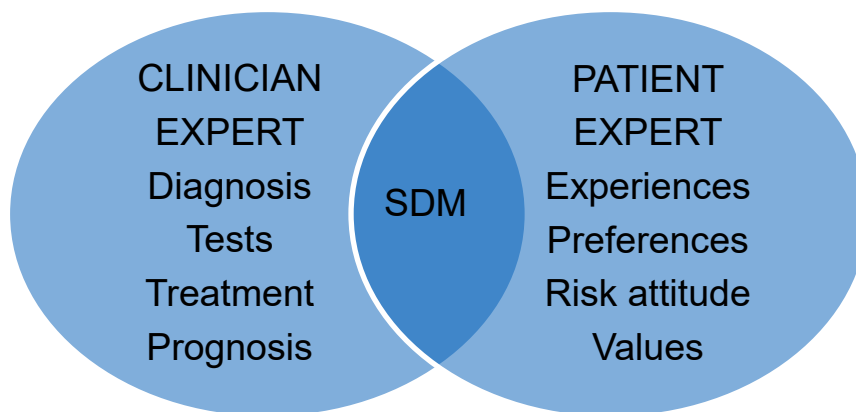 CLINICIAN
EXPERT
Diagnosis
Tests
Treatment
Prognosis
SDM
PATIENT
EXPERT
Experiences
Preferences
Risk attitude
Values